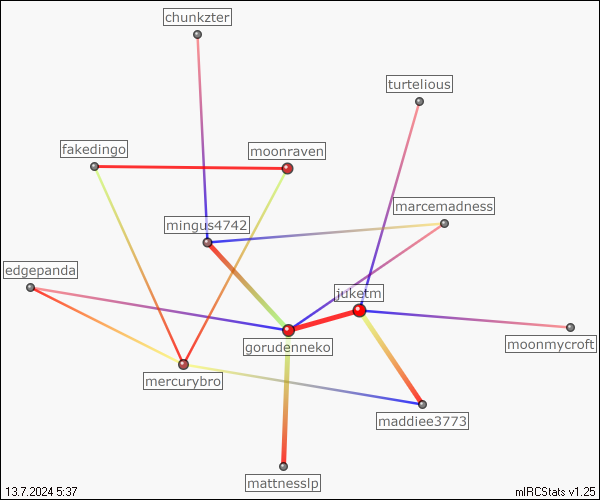 chunkzter
turtelious
fakedingo
moonraven
marcemadness
mingus4742
edgepanda
juketm
gorudenneko
moonmycroft
mercurybro
maddiee3773
mattnesslp
13.7.2024 5:37
mIRCStats v1.25